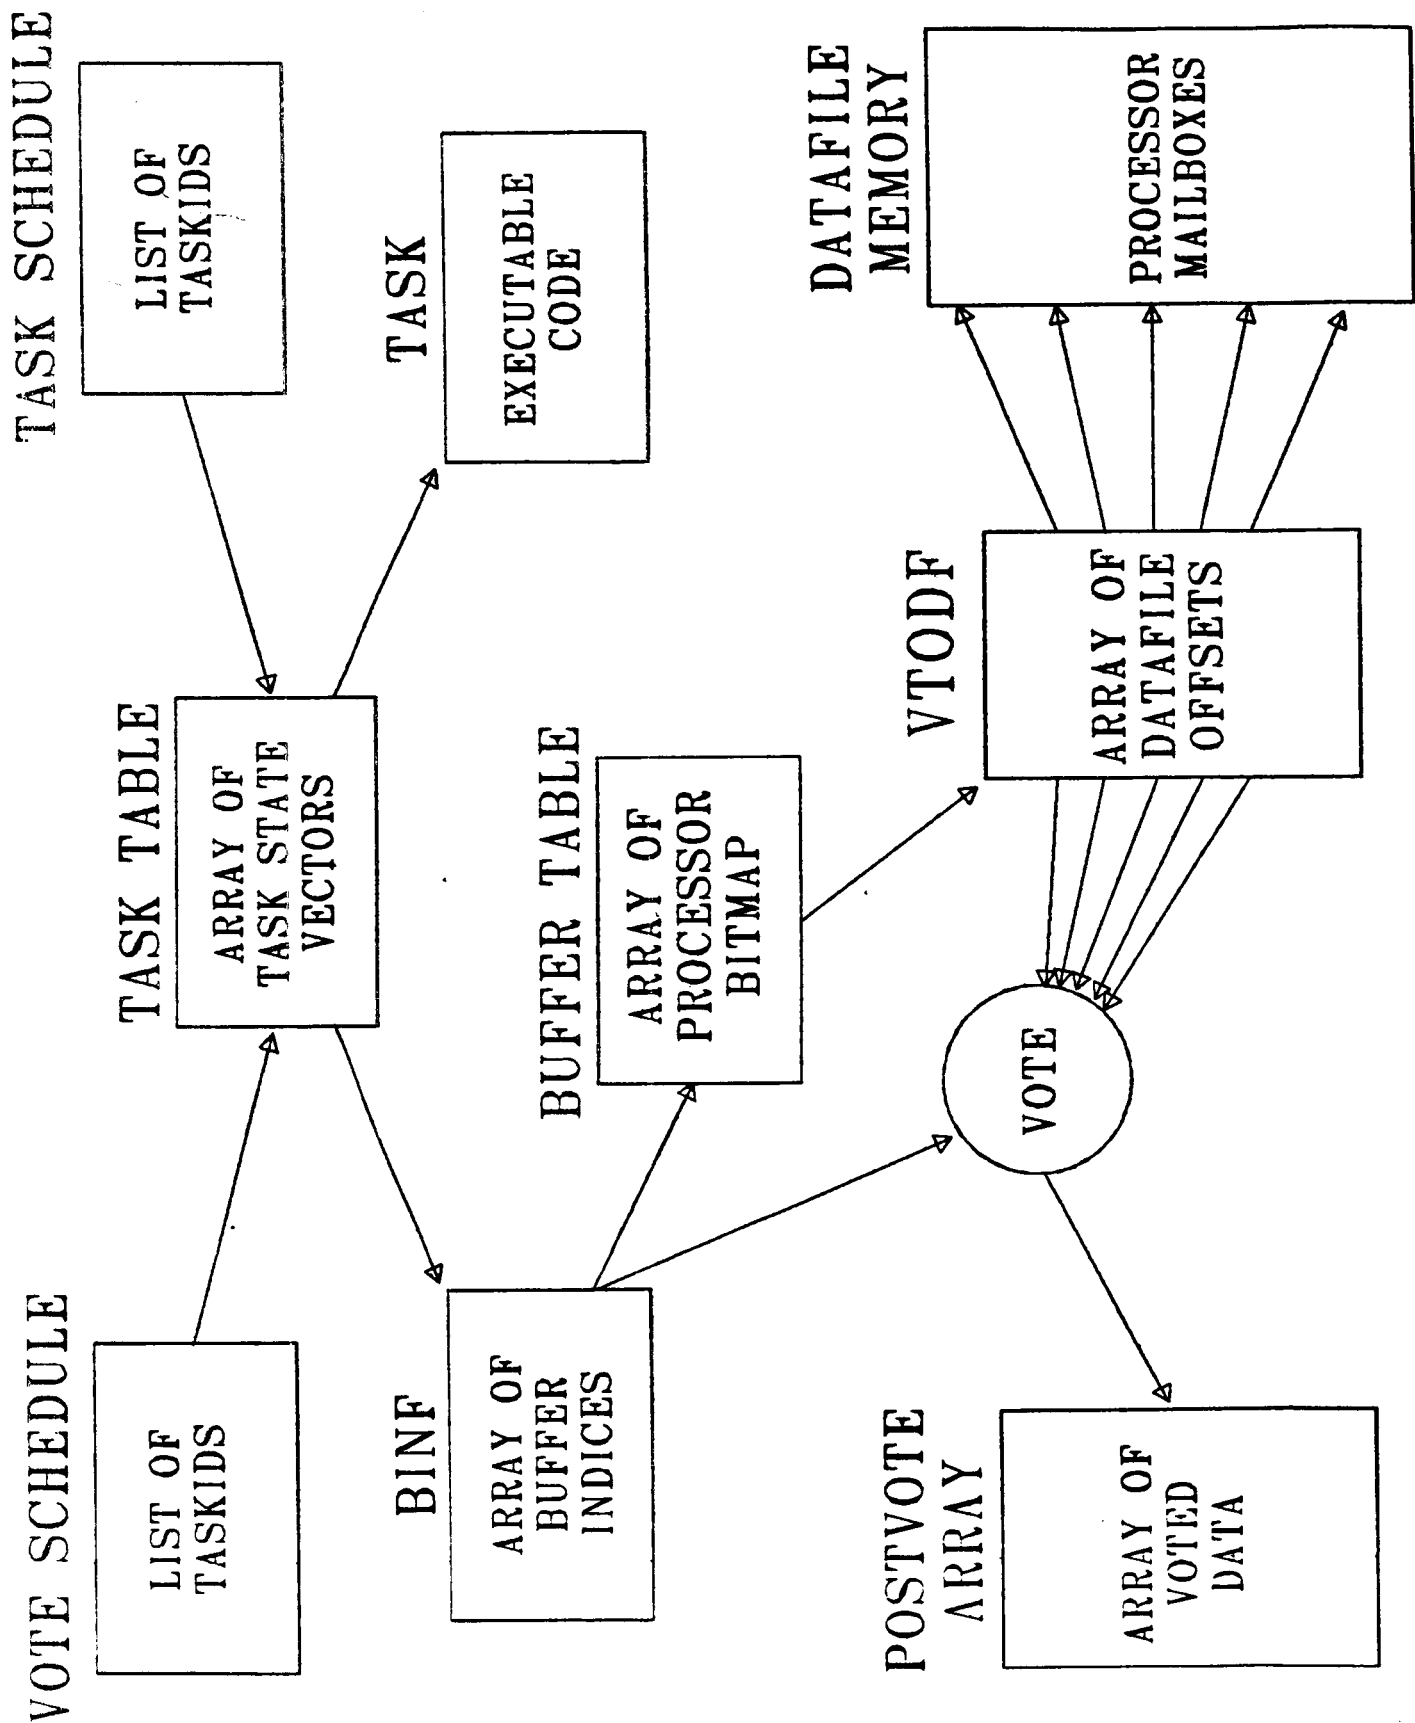 VOTE SCHEDULE
LIST OF
TASKIDS
TASK TABLE
ARRAY OF
TASK STATE
VECTORS
TASK SCHEDULE
LIST OF
TASKIDS
BINF
ARRAY OF
BUFFER
INDICES
TASK
EXECUTABLE
CODE
BUFFER TABLE
ARRAY OF
PROCESSOR
BITMAP
POSTVOTE
ARRAY
ARRAY OF
VOTED
DATA
VOTE
VTODF
ARRAY OF
DATAFILE
OFFSETS
DATAFILE
MEMORY
PROCESSOR
MAILBOXES